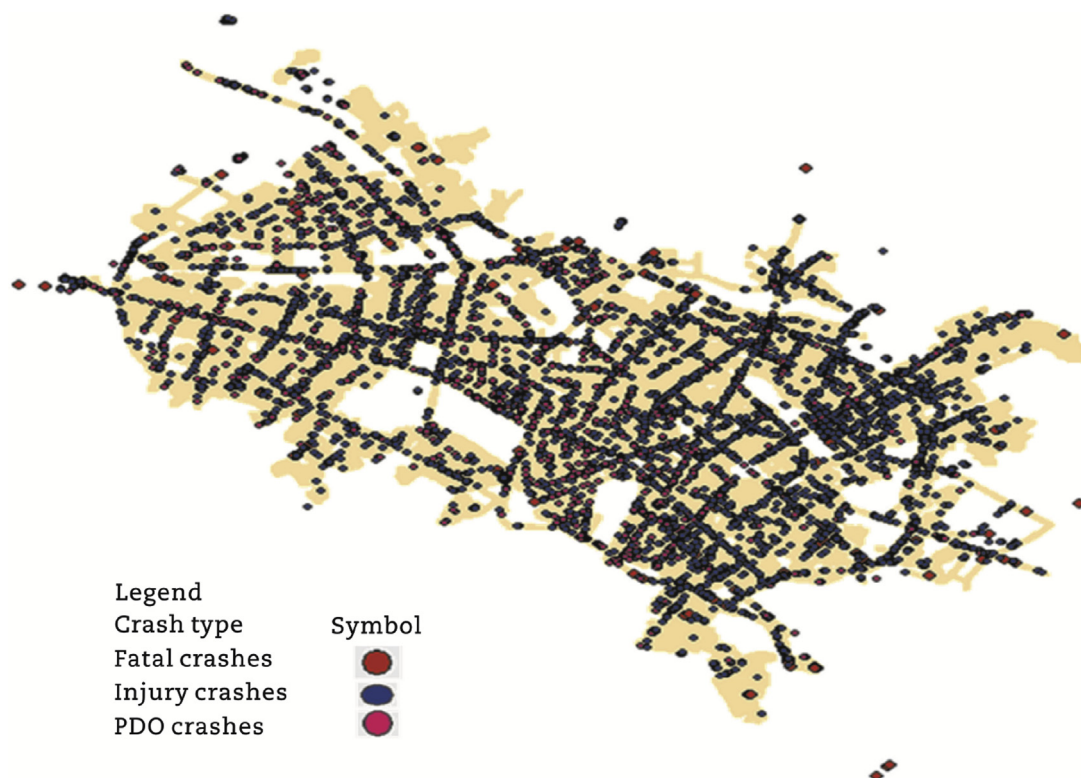 Legend
Crash type Symbol
Fatal crashes
Injury crashes
PDO crashes